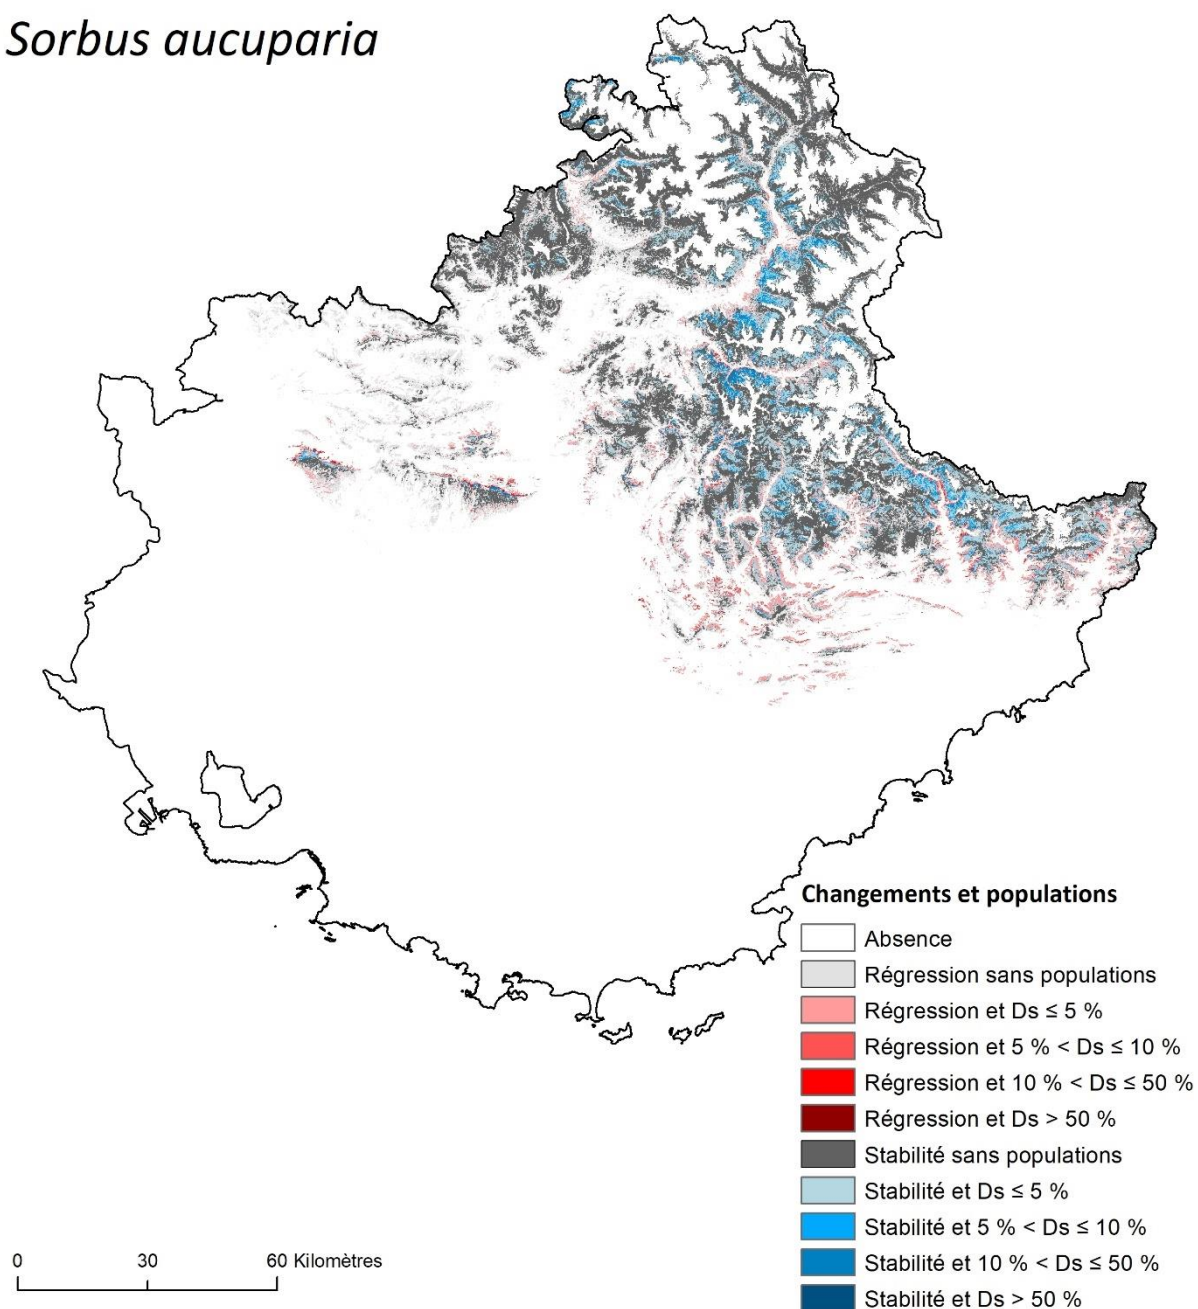 Sorbus aucuparia
Changements et populations
Absence
Régression sans populations
Régression et Ds ≤ 5 %
Régression et 5 % < Ds ≤ 10 %
Régression et 10 % < Ds ≤ 50 %
Régression et Ds > 50 %
Stabilité sans populations
Stabilité et Ds ≤ 5 %
Stabilité et 5 % < Ds ≤ 10 %
Stabilité et 10 % < Ds ≤ 50 %
Stabilité et Ds > 50 %
0 30 60 Kilomètres